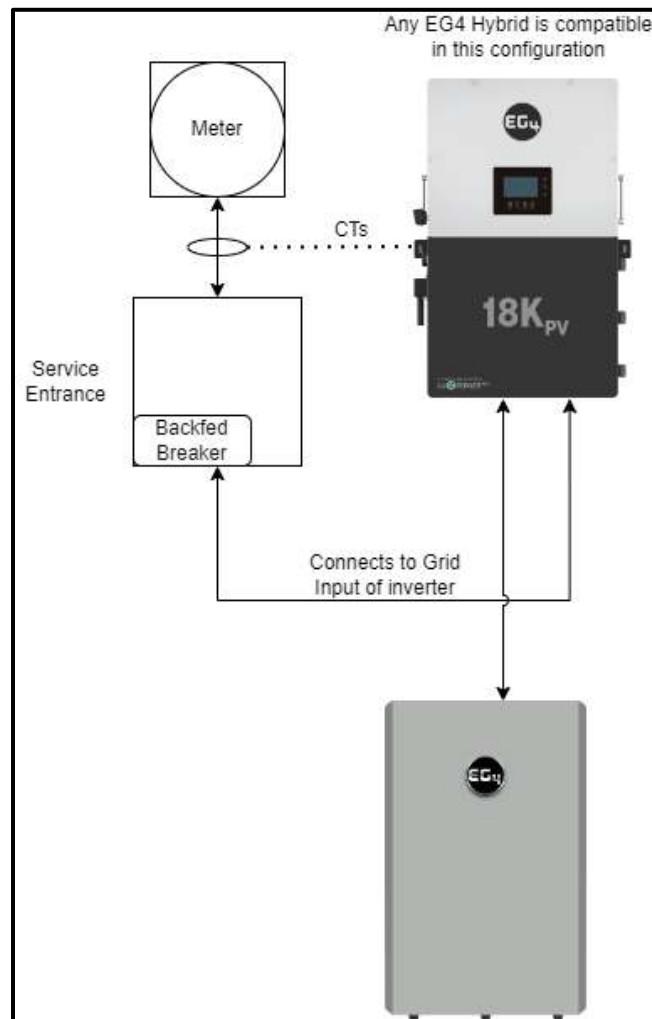 Any EG4 Hybrid is compatible
in this configuration
EG4
Meter
CTs
18KPV
Service
Entrance
Backfed
Breaker
Connects to Grid
Input of inverter
EG4